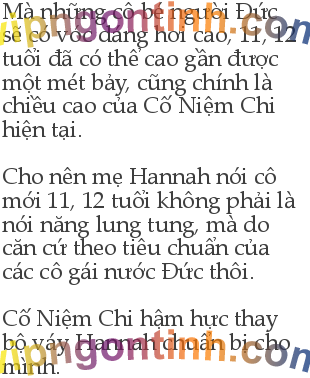 Mà những cô bé người Đức
sẽ có vóc dáng hơi cao, 11, 12
tuổi đã có thể cao gần được
một mét bảy, cũng chính là
chiều cao của Cố Niệm Chi
hiện tại.
Cho nên mẹ Hannah nói cô
mới 11, 12 tuổi không phải là
nói năng lung tung, mà do
căn cứ theo tiêu chuẩn của
các cô gái nước Đức thôi.
Cố Niệm Chi hậm hực thay
bộ váy Hannah chuẩn bị cho
mình.
vipngontinh.com
vipngontinh.com